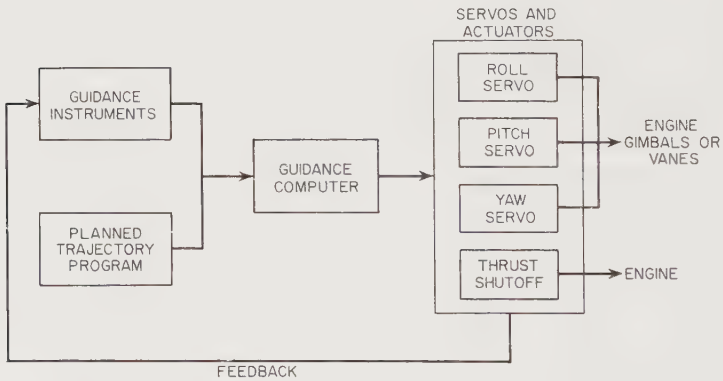 SERVOS AND
ACTUATORS
GUIDANCE
INSTRUMENTS
PLANNED
TRAJECTORY
PROGRAM
GUIDANCE
COMPUTER
ROLL
SERVO
PITCH
SERVO
YAW
SERVO
THRUST
SHUTOFF
ENGINE
GIMBALS OR
VANES
ENGINE
FEEDBACK